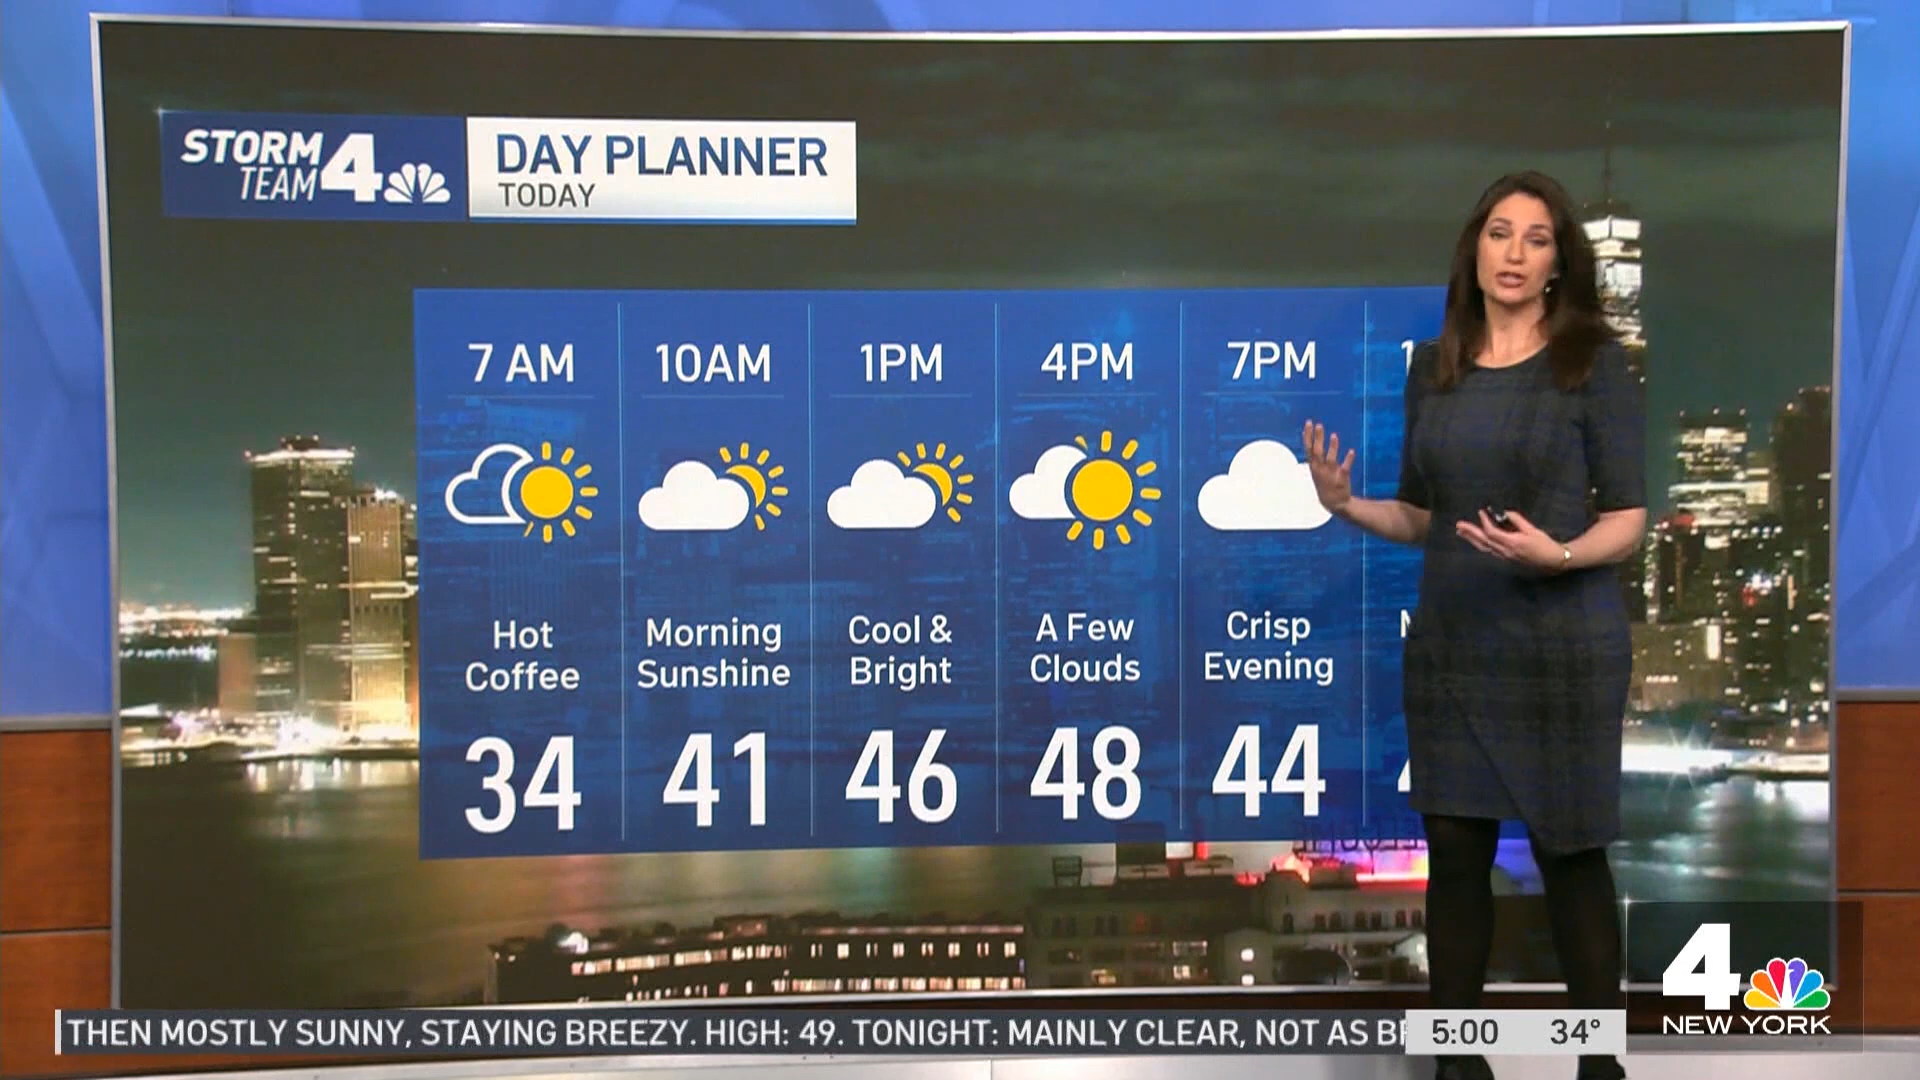 STORM
TEAM 4
DAY PLANNER
TODAY
7 AM
10AM
1PM
4PM
7PM
Hot
Coffee
Morning
Sunshine
Cool &
Bright
A Few
Clouds
Crisp
Evening
34
41
46
48
44
4
NEW YORK
THEN MOSTLY SUNNY, STAYING BREEZY. HIGH: 49. TONIGHT: MAINLY CLEAR, NOT AS
5:00 34°